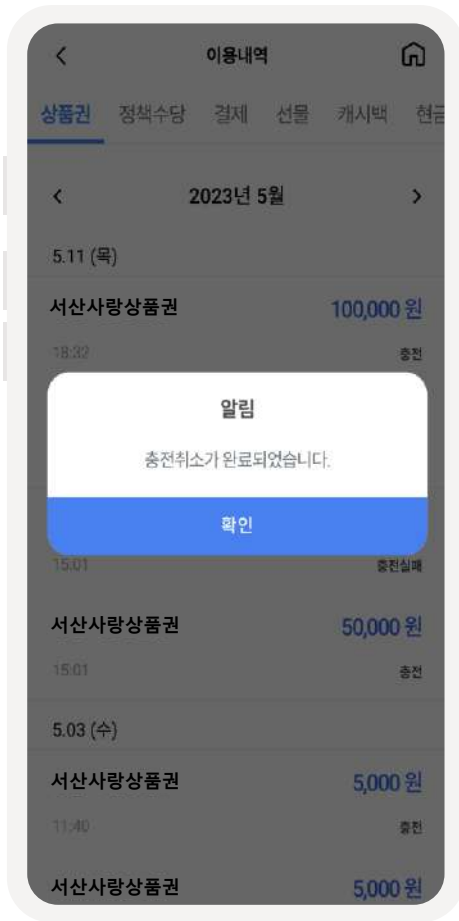 이용내역
상품권 정책수당 결제 선물 캐시백 현금
2023년 5월
5.11 (목)
서산사랑상품권 100,000 원
18:32 충전
알림
충전취소가 완료되었습니다.
확인
15:01 충전실패
서산사랑상품권 50,000 원
15:01 충전
5.03 (수)
서산사랑상품권 5,000 원
11:40 충전
서산사랑상품권 5,000 원